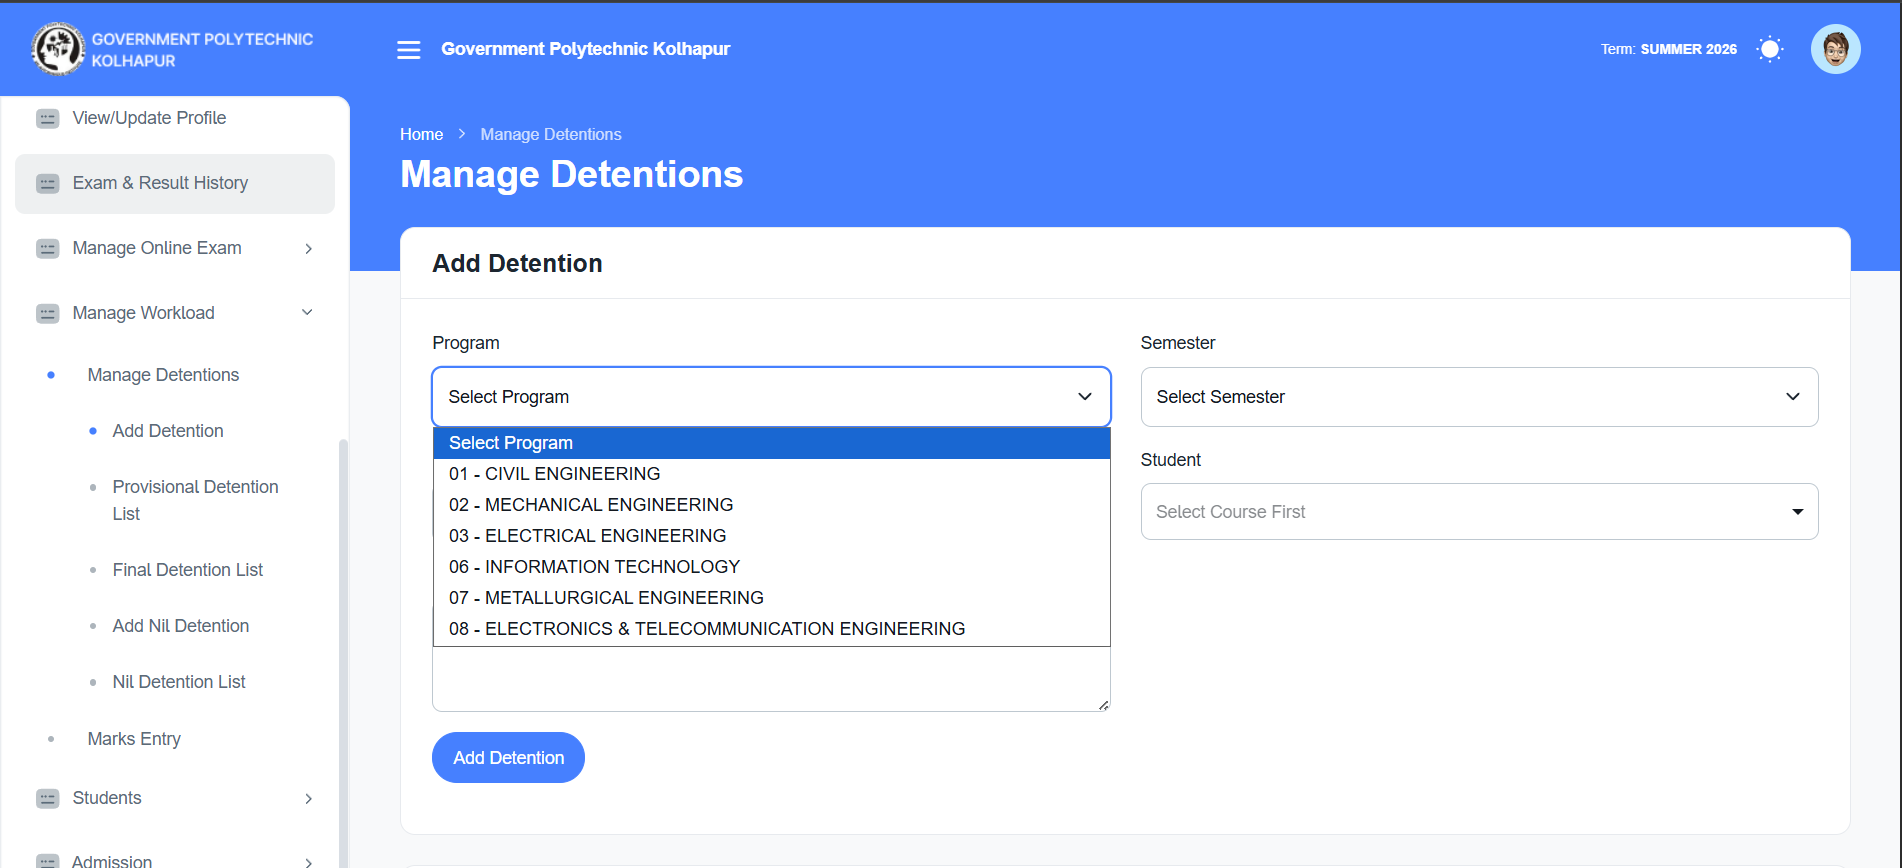 GOVERNMENT POLYTECHNIC
KOLHAPUR
Government Polytechnic Kolhapur
Term: SUMMER 2026
View/Update Profile
Exam & Result History
Manage Online Exam
Manage Workload
Manage Detentions
Add Detention
Provisional Detention
List
Final Detention List
Add Nil Detention
Nil Detention List
Marks Entry
Students
Admission
Home > Manage Detentions
Manage Detentions
Add Detention
Program
Select Program
Select Program
01 - CIVIL ENGINEERING
02 - MECHANICAL ENGINEERING
03 - ELECTRICAL ENGINEERING
06 - INFORMATION TECHNOLOGY
07 - METALLURGICAL ENGINEERING
08 - ELECTRONICS & TELECOMMUNICATION ENGINEERING
Semester
Select Semester
Student
Select Course First
Add Detention